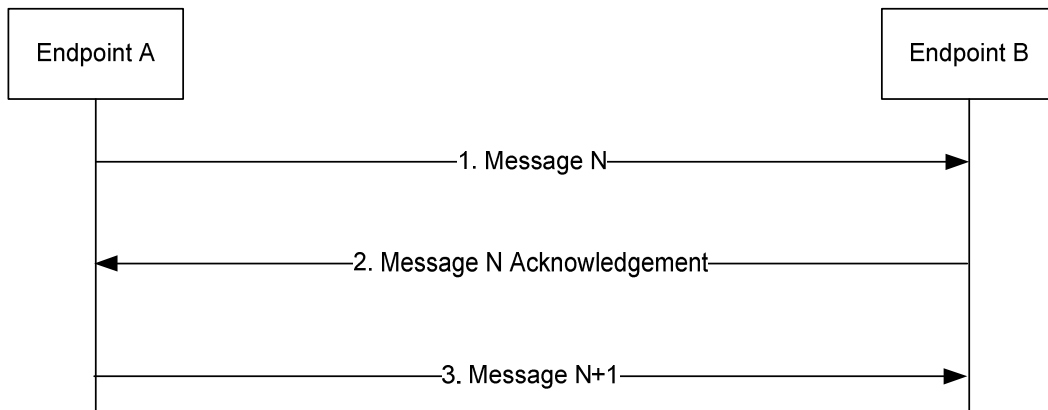 Endpoint A
Endpoint B
1. Message N
2. Message N Acknowledgement
3. Message N+1